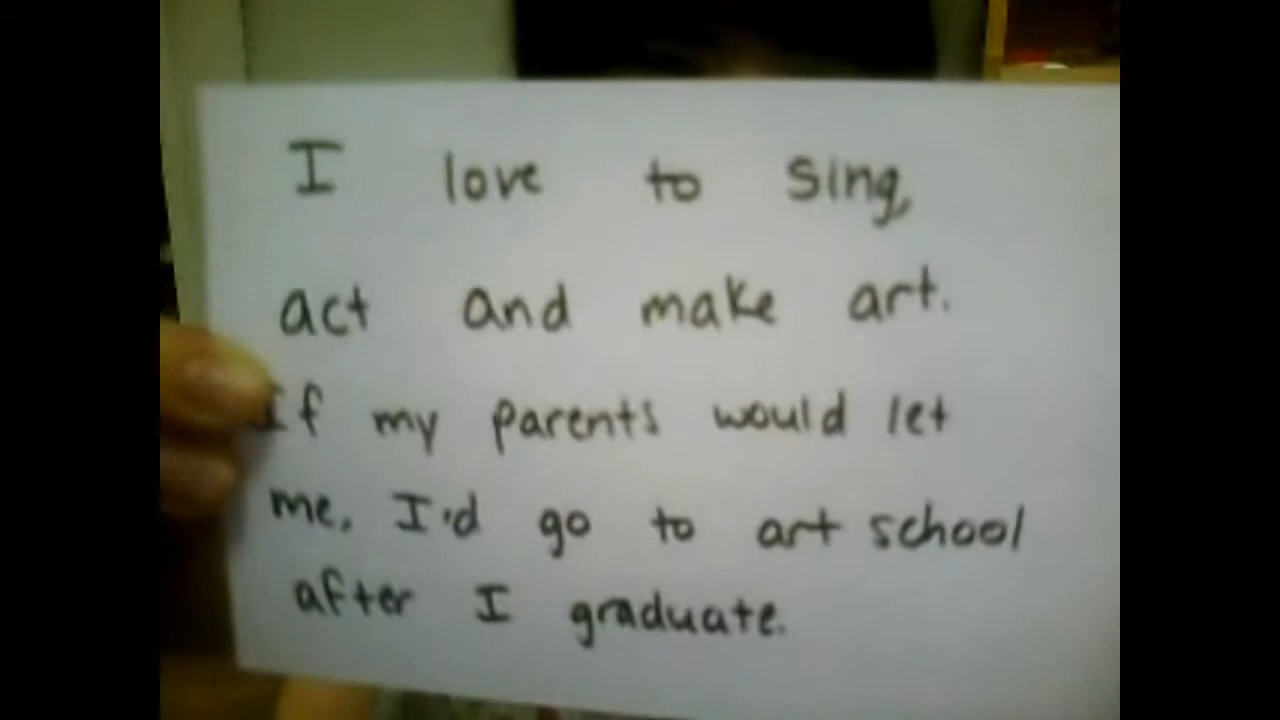 I love to sing,
act and make art.
If my parents would let
me, I'd go to art school
after I graduate.